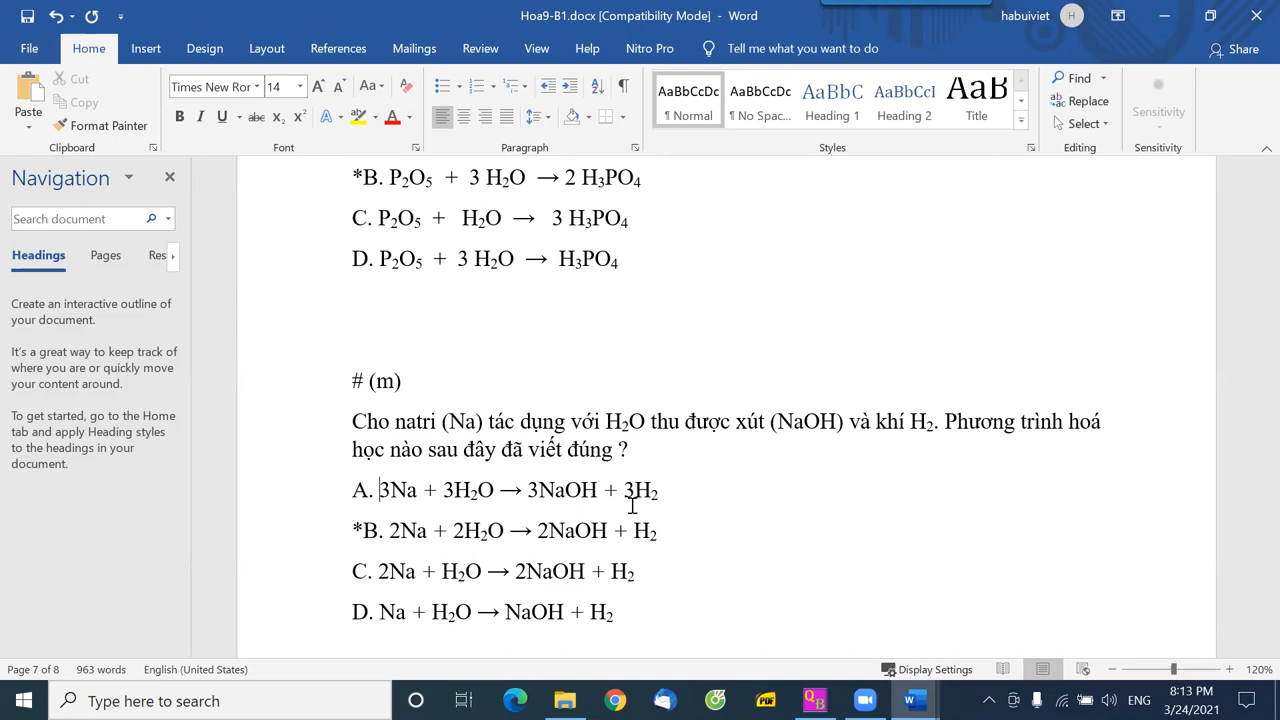 Hoa9-B1.docx [Compatibility Mode] - Word
habuiviet H
File Home Insert Design Layout References Mailings Review View Help Nitro Pro Tell me what you want to do Share
Paste
Cut
Copy
Format Painter
Times New Ror 14 Aa
B I U abc x₂ x² A A
AaBbCcDc ¶ Normal
AaBbCcDc ¶ No Spac...
AaBbC Heading 1
AaBbCcl Heading 2
AaB Title
Find
Replace
Select
Sensitivity
Clipboard Font Paragraph Styles Editing Sensitivity
Navigation
Search document
Headings Pages Res
Create an interactive outline of
your document.
It's a great way to keep track of
where you are or quickly move
your content around.
To get started, go to the Home
tab and apply Heading styles
to the headings in your
document.
*B. P₂O₅ + 3 H₂O → 2 H₃PO₄
C. P₂O₅ + H₂O → 3 H₃PO₄
D. P₂O₅ + 3 H₂O → H₃PO₄
# (m)
Cho natri (Na) tác dụng với H₂O thu được xút (NaOH) và khí H₂. Phương trình hoá
học nào sau đây đã viết đúng ?
A. 3Na + 3H₂O → 3NaOH + 3H₂
*B. 2Na + 2H₂O → 2NaOH + H₂
C. 2Na + H₂O → 2NaOH + H₂
D. Na + H₂O → NaOH + H₂
Page 7 of 8 963 words English (United States) Display Settings 120%
Type here to search
ENG
8:13 PM
3/24/2021